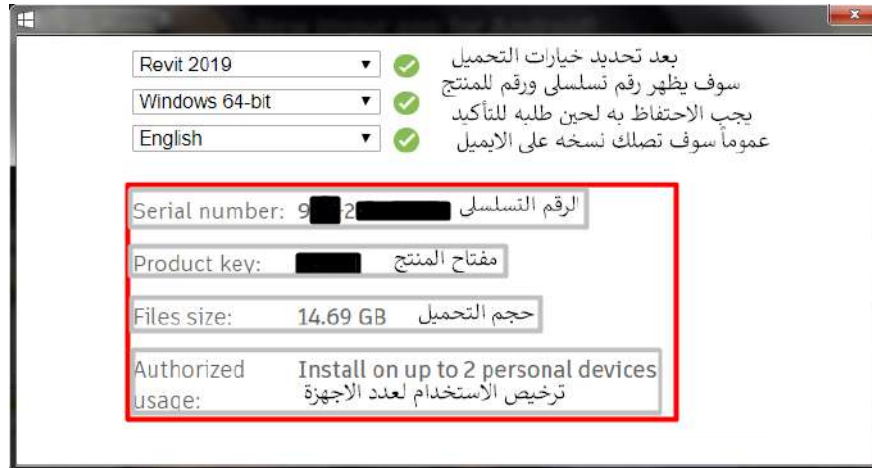 Revit 2019
بعد تحديد خيارات التحميل
سوف يظهر رقم تسلسلى ورقم للمنتج
Windows 64-bit
يجب الاحتفاظ به لحين طلبه للتأكيد
English
عموماً سوف تصلك نسخه على الايميل
Serial number: 9 -2 الرقم التسلسلى
Product key: مفتاح المنتج
Files size: 14.69 GB حجم التحميل
Authorized Install on up to 2 personal devices
usage: ترخيص الاستخدام لعدد الاجهزة